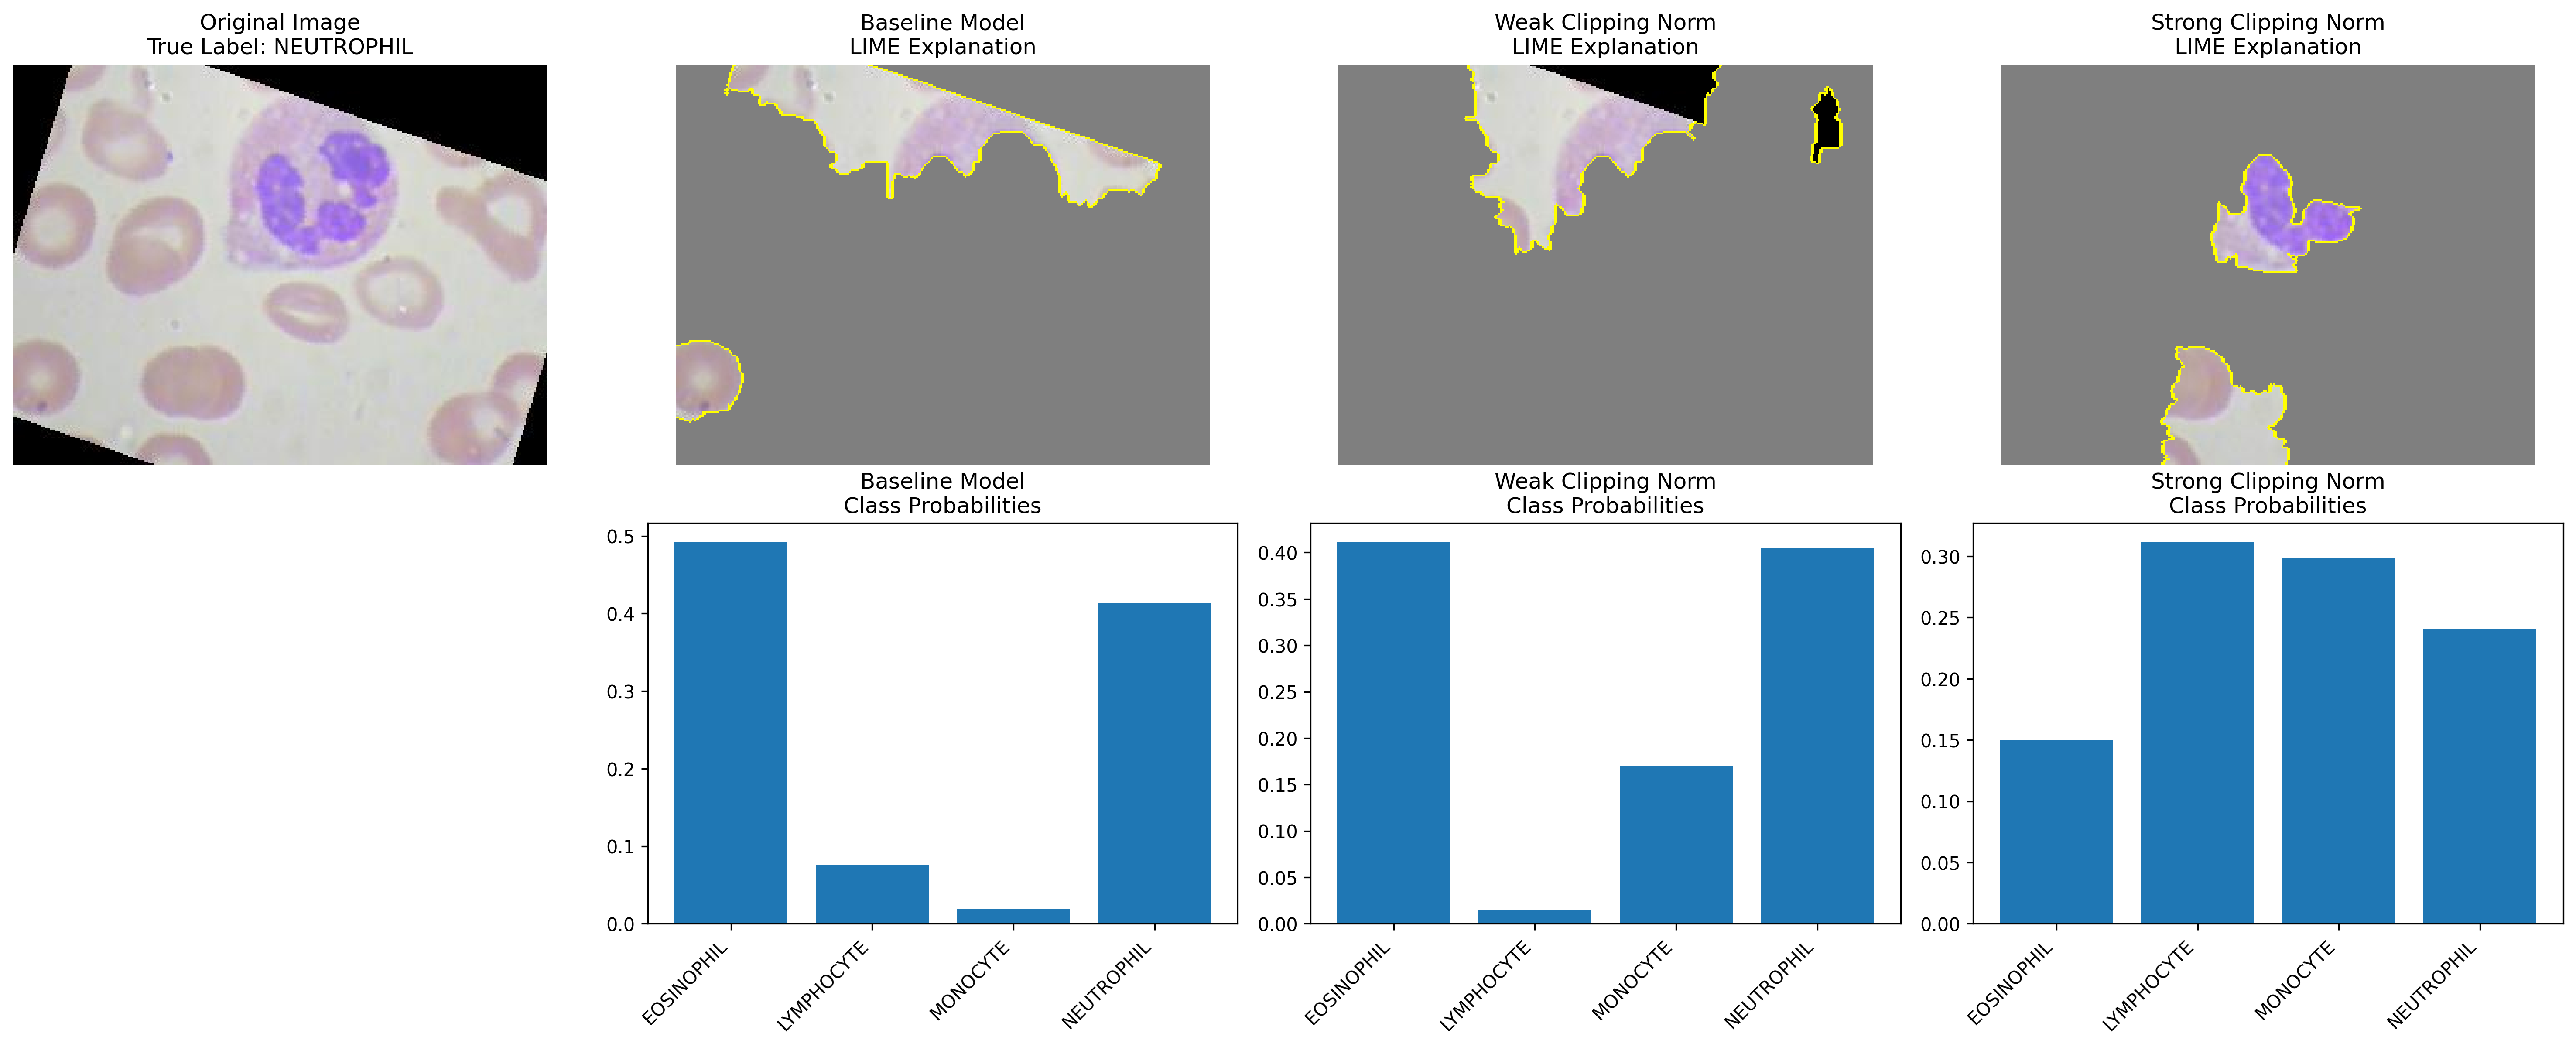 Original Image
True Label: NEUTROPHIL
Baseline Model
LIME Explanation
Weak Clipping Norm
LIME Explanation
Strong Clipping Norm
LIME Explanation
Baseline Model
Class Probabilities
0.5
0.4
0.3
0.2
0.1
0.0
EOSINOPHIL
LYMPHOCYTE
MONOCYTE
NEUTROPHIL
Weak Clipping Norm
Class Probabilities
0.40
0.35
0.30
0.25
0.20
0.15
0.10
0.05
0.00
EOSINOPHIL
LYMPHOCYTE
MONOCYTE
NEUTROPHIL
Strong Clipping Norm
Class Probabilities
0.30
0.25
0.20
0.15
0.10
0.05
0.00
EOSINOPHIL
LYMPHOCYTE
MONOCYTE
NEUTROPHIL